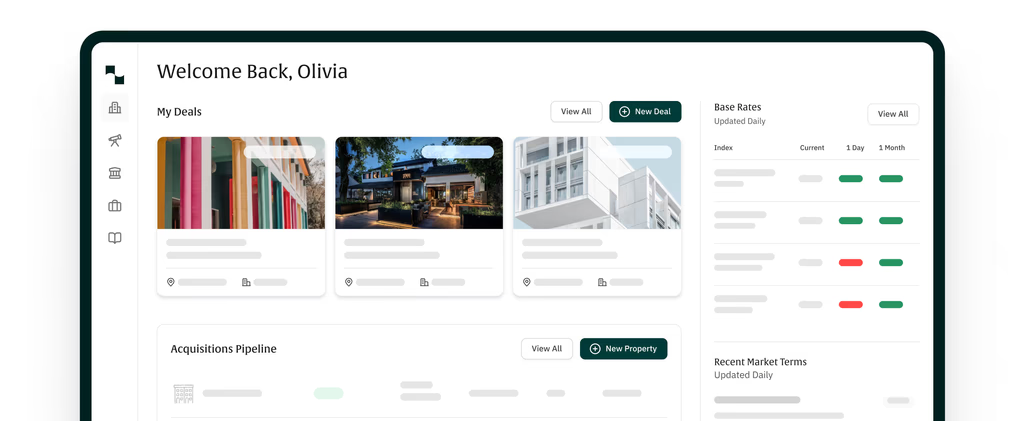 Welcome Back, Olivia
My Deals
View All
New Deal
Base Rates
Updated Daily
View All
Index
Current
1 Day
1 Month
Acquisitions Pipeline
View All
New Property
Recent Market Terms
Updated Daily